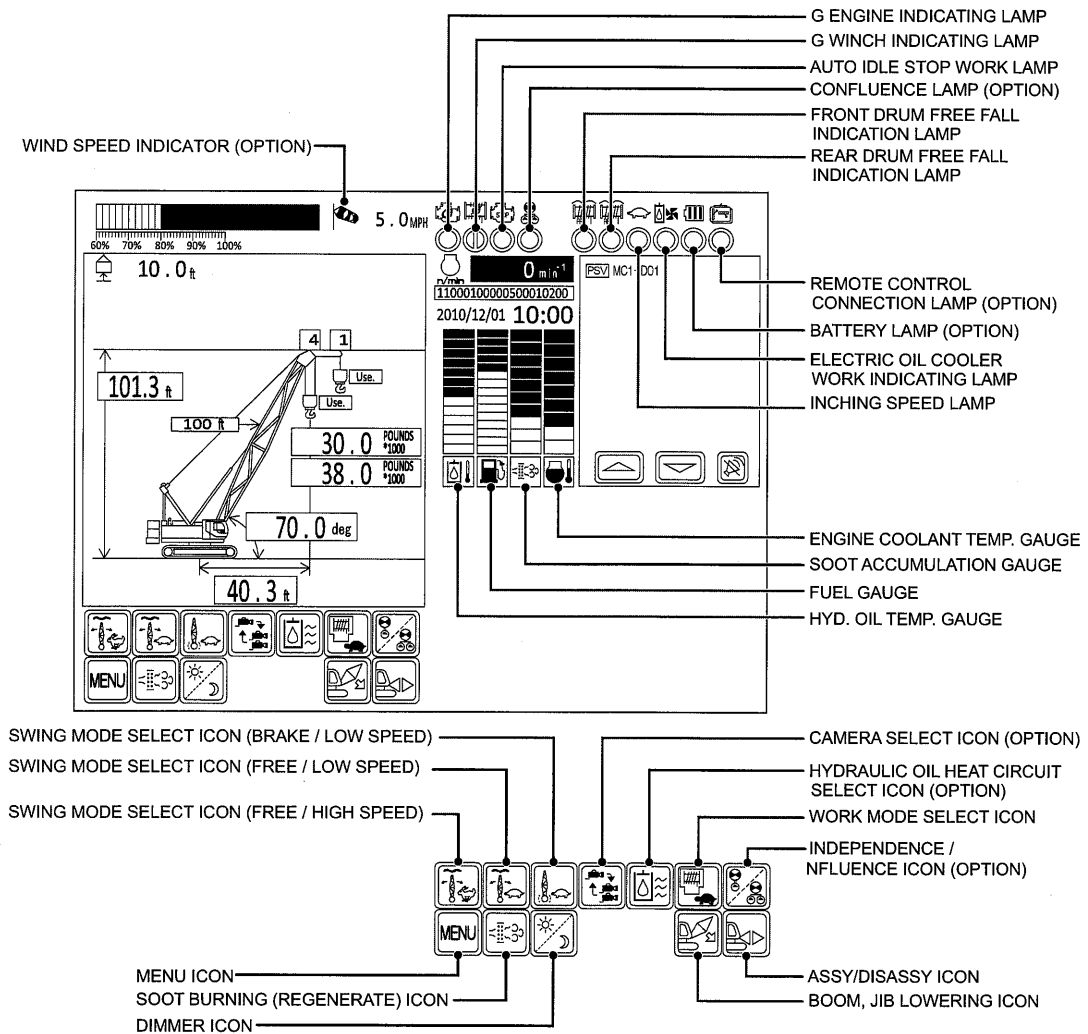 G ENGINE INDICATING LAMP
G WINCH INDICATING LAMP
AUTO IDLE STOP WORK LAMP
CONFLUENCE LAMP (OPTION)
FRONT DRUM FREE FALL
INDICATION LAMP
REAR DRUM FREE FALL
INDICATION LAMP
WIND SPEED INDICATOR (OPTION)
5.0 MPH
60% 70% 80% 90% 100%
10.0 ft
STOP
n/min
0 min-1
11000100000500010200
2010/12/01 10:00
PSV MC1-D01
4 1
Use.
Use.
101.3 ft
100 ft
30.0 POUNDS *1000
38.0 POUNDS *1000
70.0 deg
40.3 ft
MENU
REMOTE CONTROL
CONNECTION LAMP (OPTION)
BATTERY LAMP (OPTION)
ELECTRIC OIL COOLER
WORK INDICATING LAMP
INCHING SPEED LAMP
ENGINE COOLANT TEMP. GAUGE
SOOT ACCUMULATION GAUGE
FUEL GAUGE
HYD. OIL TEMP. GAUGE
SWING MODE SELECT ICON (BRAKE / LOW SPEED)
SWING MODE SELECT ICON (FREE / LOW SPEED)
SWING MODE SELECT ICON (FREE / HIGH SPEED)
CAMERA SELECT ICON (OPTION)
HYDRAULIC OIL HEAT CIRCUIT
SELECT ICON (OPTION)
WORK MODE SELECT ICON
INDEPENDENCE /
NFLUENCE ICON (OPTION)
MENU
MENU ICON
SOOT BURNING (REGENERATE) ICON
DIMMER ICON
ASSY/DISASSY ICON
BOOM, JIB LOWERING ICON